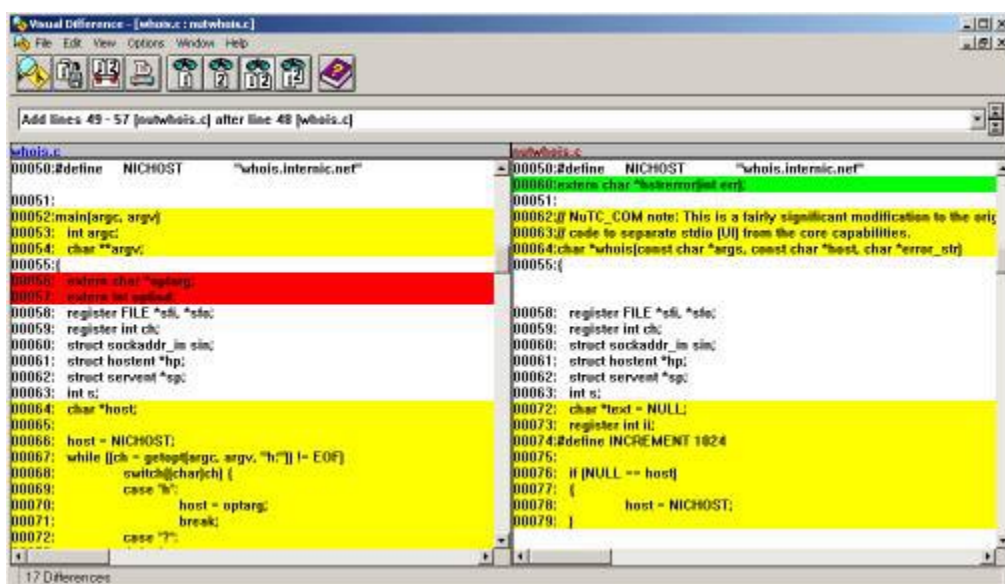 Visual Difference - [whois.c : nutwhois.c]
File Edit View Options Window Help
1 2 1 2 1 2
Add lines 49 - 57 [nutwhois.c] after line 48 [whois.c]
whois.c
00050:#define NICHOST "whois.internic.net"
00051:
00052:main(argc, argv)
00053: int argc;
00054: char **argv;
00055:{
00056: extern char *optarg;
00057: extern int optind;
00058: register FILE *sfi, *sfo;
00059: register int ch;
00060: struct sockaddr_in sin;
00061: struct hostent *hp;
00062: struct servent *sp;
00063: int s;
00064: char *host;
00065:
00066: host = NICHOST;
00067: while ((ch = getopt(argc, argv, "h:")) != EOF)
00068: switch((char)ch) {
00069: case 'h':
00070: host = optarg;
00071: break;
00072: case '?':
nutwhois.c
00050:#define NICHOST "whois.internic.net"
00060:extern char *hstrerror(int err);
00051:
00062:// NuTC_COM note: This is a fairly significant modification to the orig
00063:// code to separate stdio (UI) from the core capabilities.
00064:char *whois(const char *args, const char *host, char *error_str)
00055:{
00058: register FILE *sfi, *sfo;
00059: register int ch;
00060: struct sockaddr_in sin;
00061: struct hostent *hp;
00062: struct servent *sp;
00063: int s;
00072: char *text = NULL;
00073: register int ii;
00074:#define INCREMENT 1024
00075:
00076: if (NULL == host)
00077: {
00078: host = NICHOST;
00079: }
17 Differences